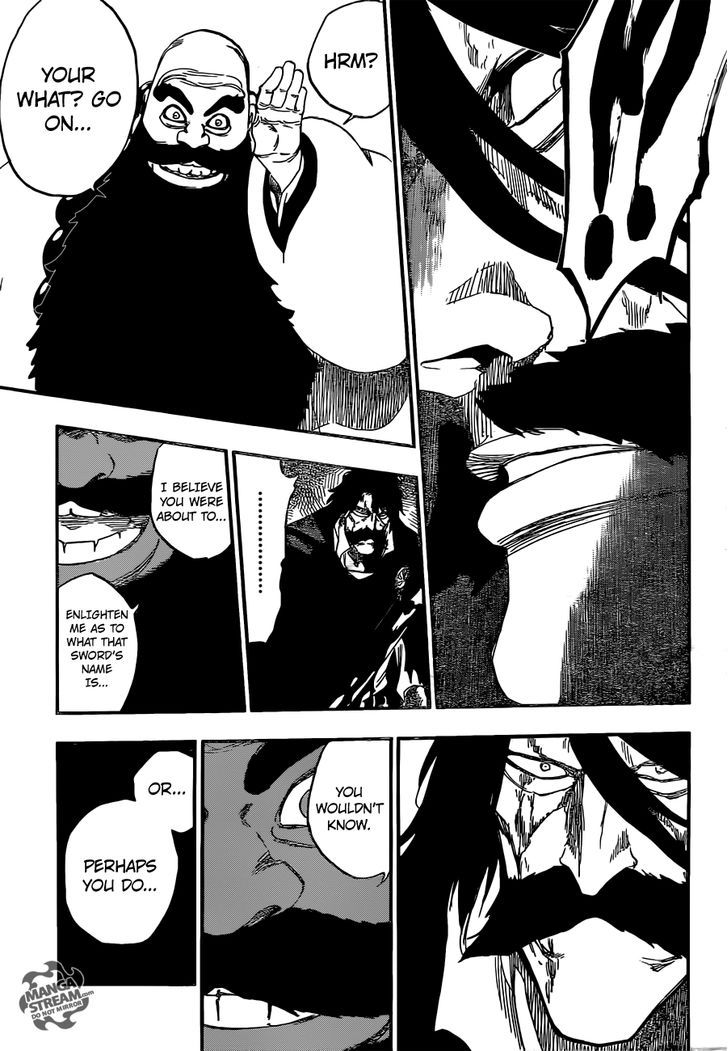 HRM?
YOUR
WHAT? GO
ON...
..........
I BELIEVE
YOU WERE
ABOUT TO...
ENLIGHTEN
ME AS TO
WHAT THAT
SWORD'S
NAME
IS...
YOU
WOULDN'T
KNOW.
OR...
PERHAPS
YOU DO...
MANGA
STREAM.com
DO NOT MIRROR